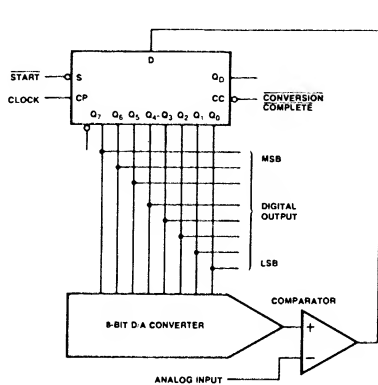 D
START
S
Q_D
CLOCK
CP
CC
CONVERSION
COMPLETE
Q7 Q6 Q5 Q4 Q3 Q2 Q1 Q0
MSB
DIGITAL
OUTPUT
LSB
COMPARATOR
8-BIT D/A CONVERTER
+
−
ANALOG INPUT